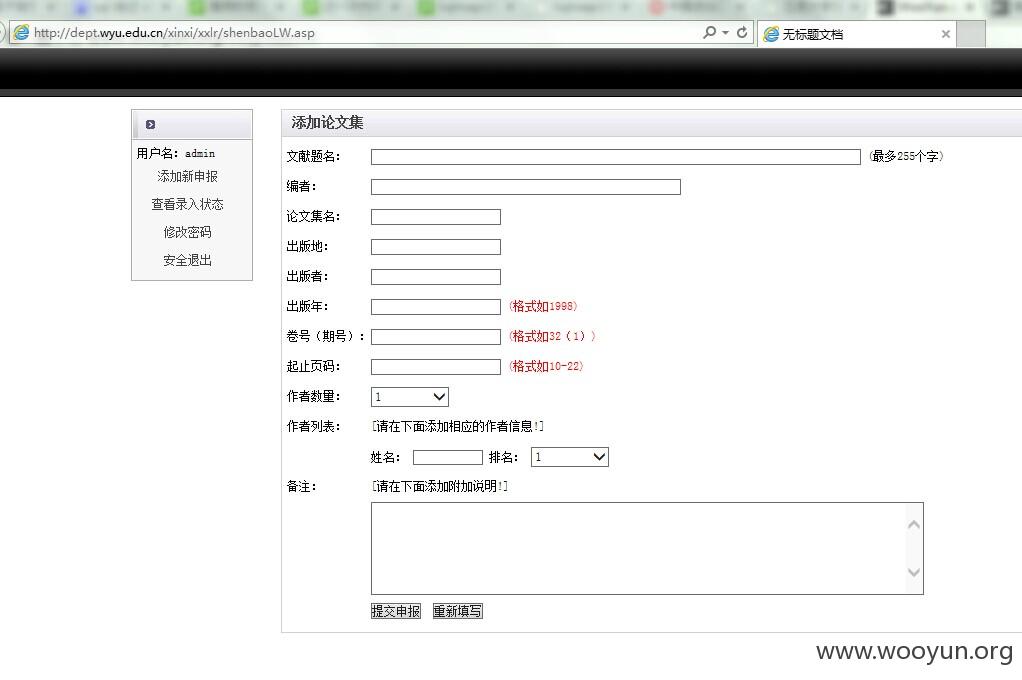 http://dept.wyu.edu.cn/xinxi/xxlr/shenbaoLW.asp
无标题文档
用户名：admin
添加新申报
查看录入状态
修改密码
安全退出
添加论文集
文献题名：
(最多255个字)
编者：
论文集名：
出版地：
出版者：
出版年：
(格式如1998)
卷号（期号）：
(格式如32（1）)
起止页码：
(格式如10-22)
作者数量：
1
作者列表：
[请在下面添加相应的作者信息!]
姓名：
排名：
1
备注：
[请在下面添加附加说明!]
提交申报
重新填写
www.wooyun.org